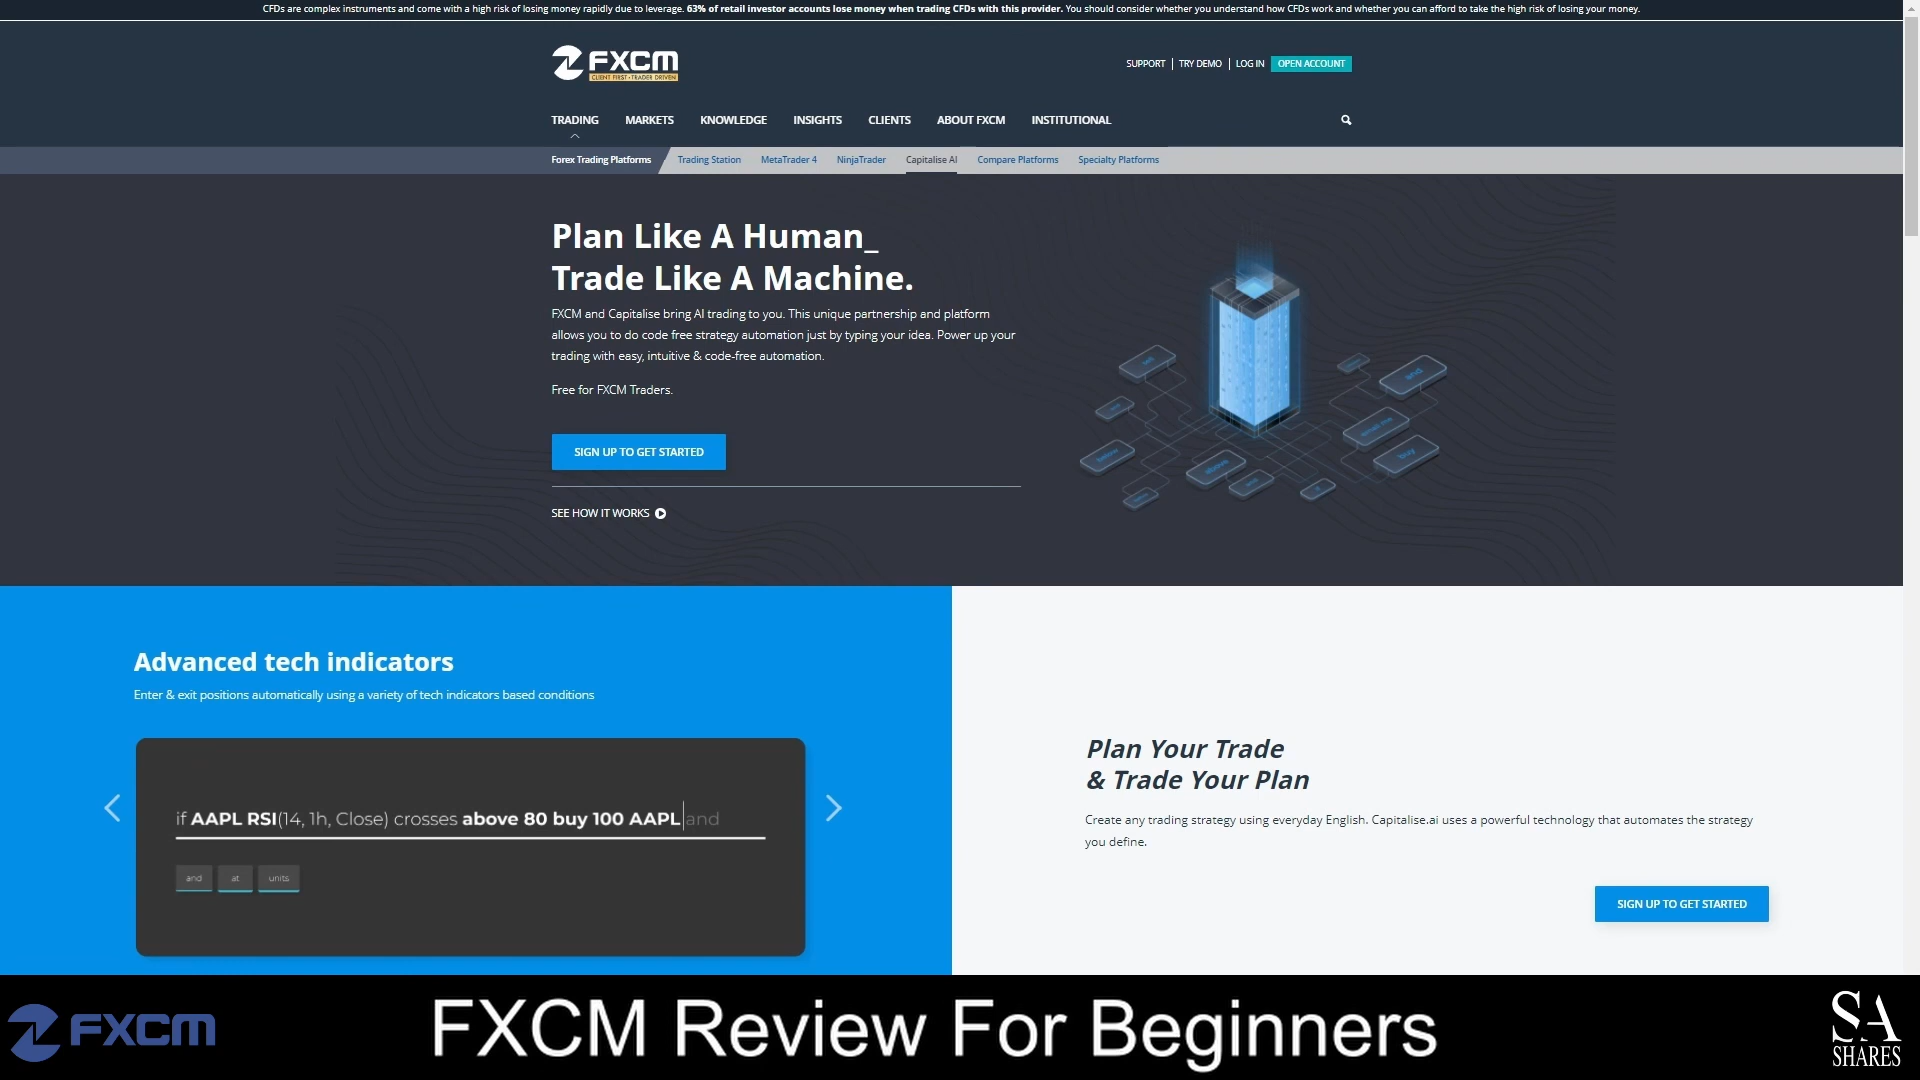 CFDs are complex instruments and come with a high risk of losing money rapidly due to leverage. 63% of retail investor accounts lose money when trading CFDs with this provider. You should consider whether you understand how CFDs work and whether you can afford to take the high risk of losing your money.
FXCM
CLIENT FIRST • TRADER DRIVEN
SUPPORT TRY DEMO LOG IN OPEN ACCOUNT
TRADING MARKETS KNOWLEDGE INSIGHTS CLIENTS ABOUT FXCM INSTITUTIONAL
Forex Trading Platforms Trading Station MetaTrader 4 NinjaTrader Capitalise AI Compare Platforms Specialty Platforms
Plan Like A Human_
Trade Like A Machine.
FXCM and Capitalise bring AI trading to you. This unique partnership and platform
allows you to do code free strategy automation just by typing your idea. Power up your
trading with easy, intuitive & code-free automation.
Free for FXCM Traders.
SIGN UP TO GET STARTED
SEE HOW IT WORKS
and
email me
below
above
buy
Advanced tech indicators
Enter & exit positions automatically using a variety of tech indicators based conditions
if AAPL RSI(14, 1h, Close) crosses above 80 buy 100 AAPL and
and at units
Plan Your Trade
& Trade Your Plan
Create any trading strategy using everyday English. Capitalise.ai uses a powerful technology that automates the strategy
you define.
SIGN UP TO GET STARTED
FXCM
FXCM Review For Beginners
SA
SHARES